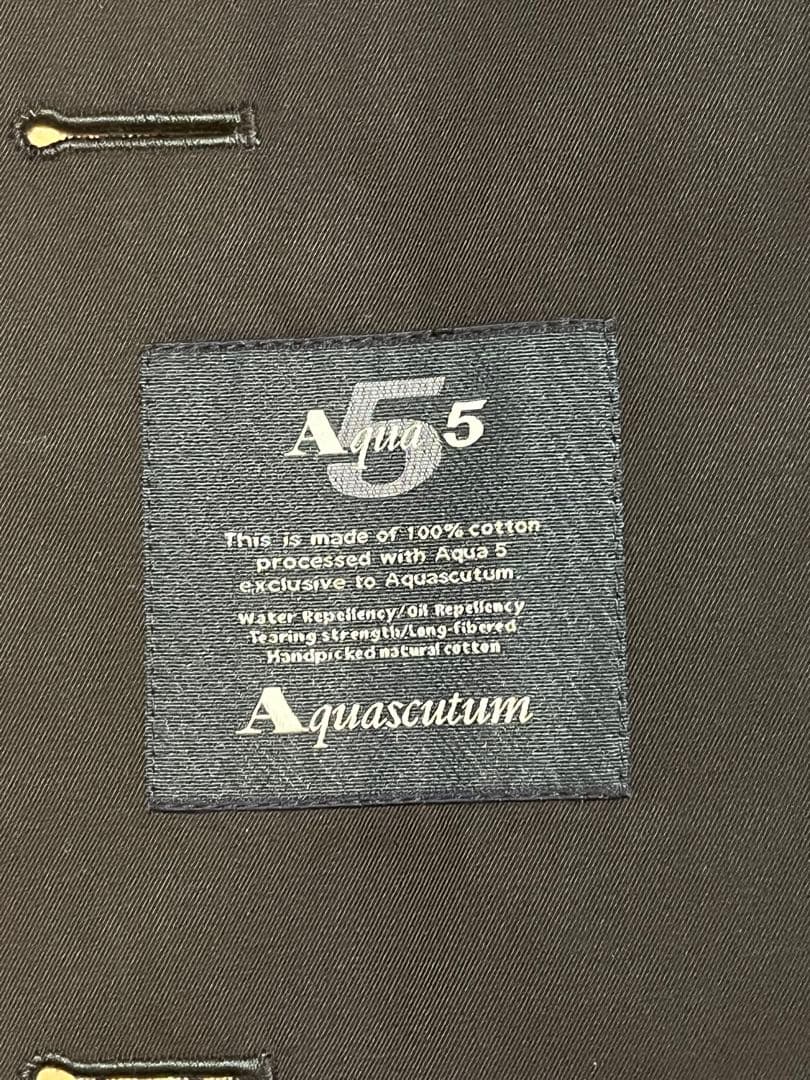 5
Aqua 5
This is made of 100% cotton
processed with Aqua 5
exclusive to Aquascutum.
Water Repellency/Oil Repellency
Tearing strength/Long-fibered
Handpicked natural cotton
Aquascutum